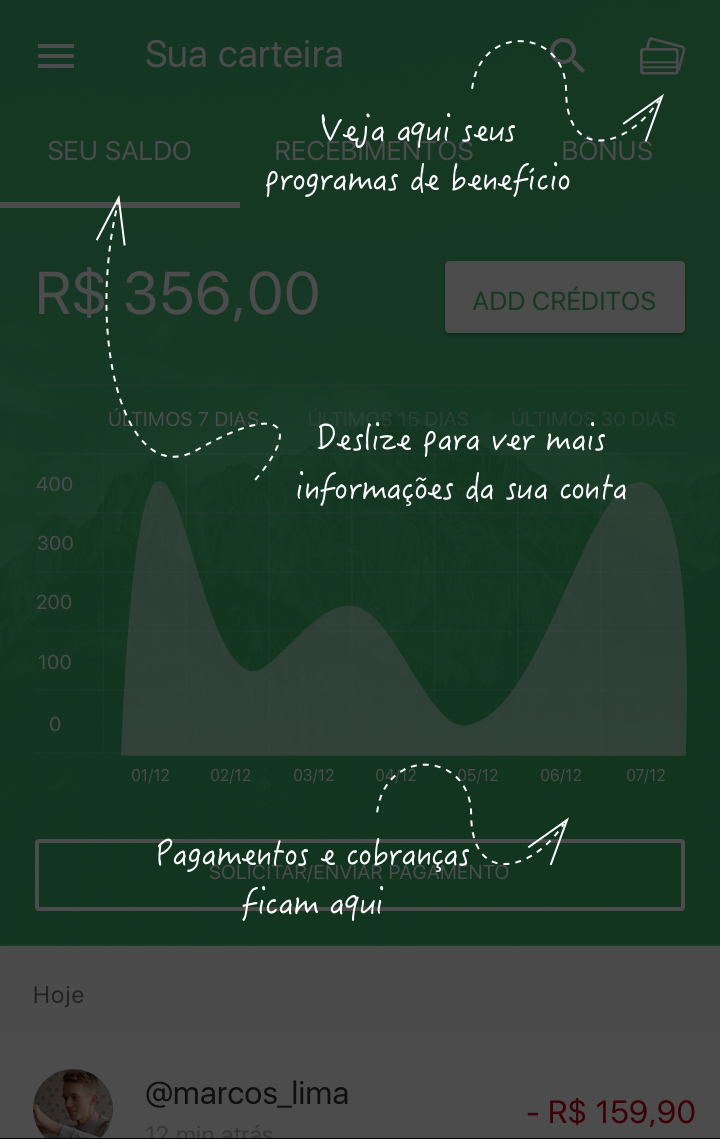 Sua carteira
Veja aqui seus
SEU SALDO RECEBIMENTOS BÔNUS
programas de benefício
R$ 356,00 ADD CRÉDITOS
ÚLTIMOS 7 DIAS ÚLTIMOS 15 DIAS ÚLTIMOS 30 DIAS
Deslize para ver mais
informações da sua conta
400
300
200
100
0
01/12 02/12 03/12 04/12 05/12 06/12 07/12
Pagamentos e cobranças
SOLICITAR/ENVIAR PAGAMENTO
ficam aqui
Hoje
@marcos_lima
- R$ 159,90
12 min atrás